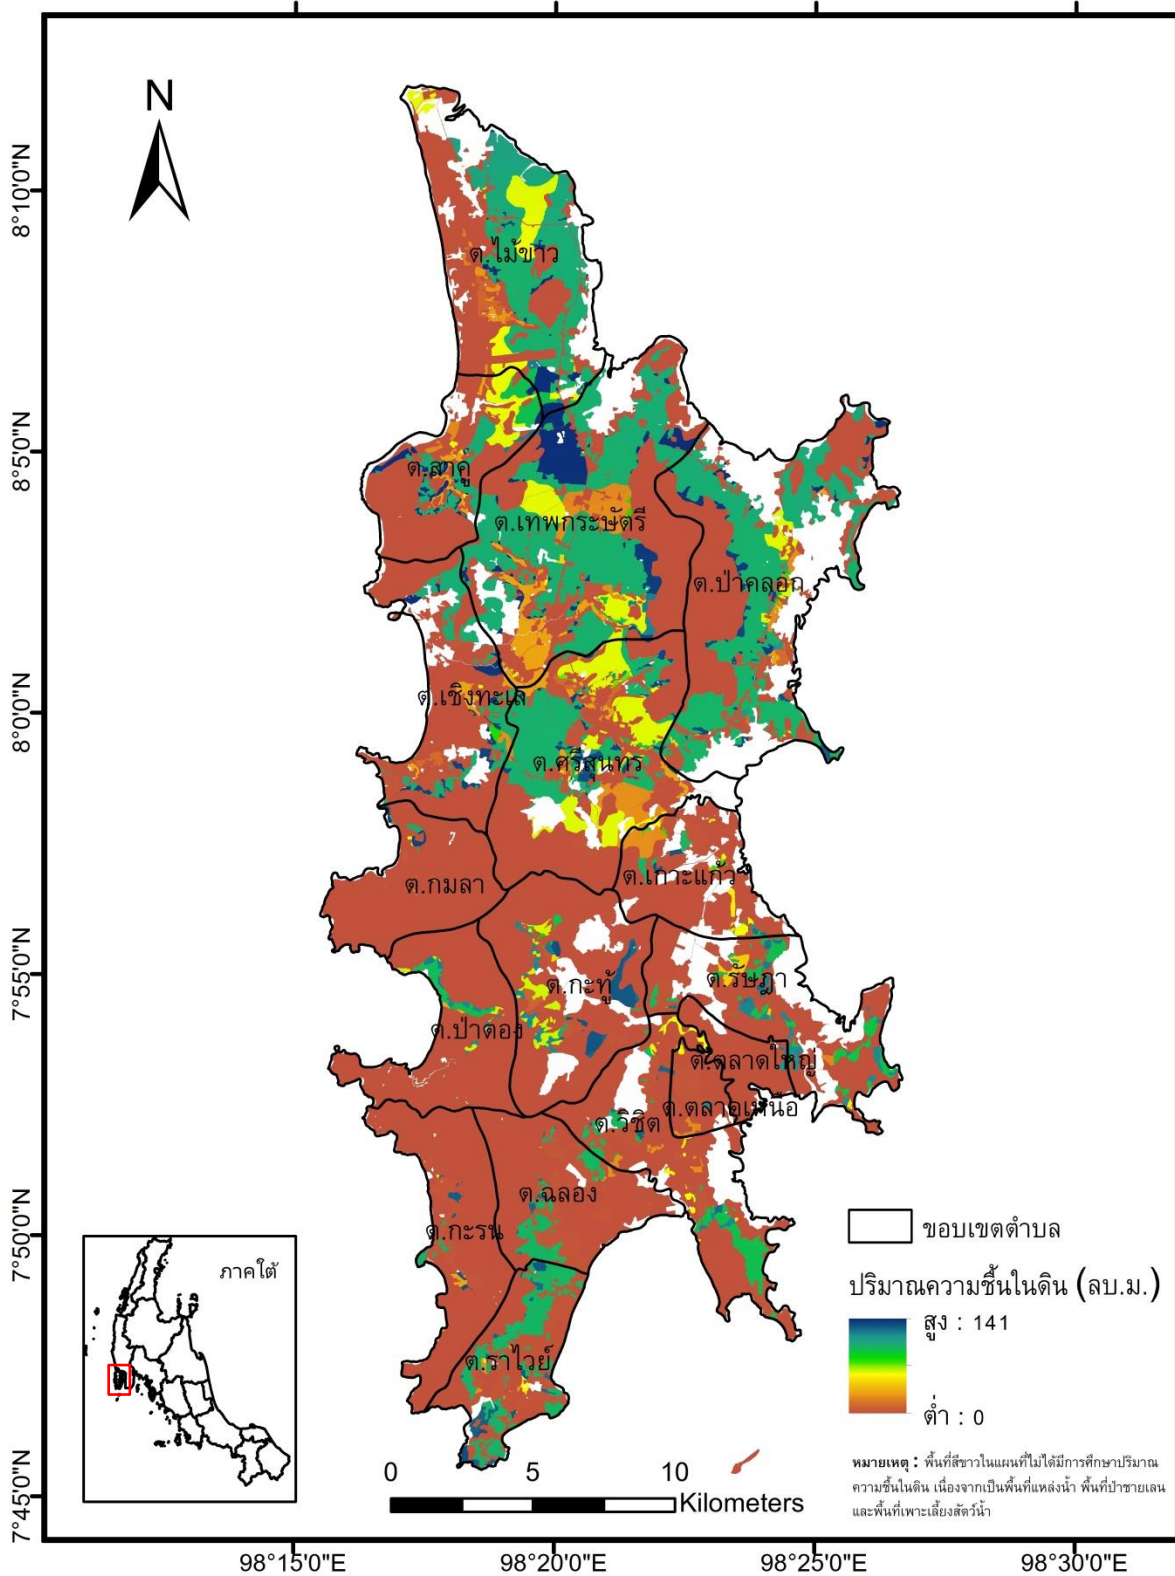 N
8°10'0"N
8°5'0"N
8°0'0"N
7°55'0"N
7°50'0"N
7°45'0"N
ต.ไม้ขาว
ต.สาคู
ต.เทพกระษัตรี
ต.ป่าคลอก
ต.เชิงทะเล
ต.ศรีสุนทร
ต.กมลา
ต.เกาะแก้ว
ต.กะทู้
ต.รัษฎา
ต.ป่าตอง
ต.ตลาดใหญ่
ต.ตลาดเหนือ
ต.วิชิต
ต.ฉลอง
ต.กะรน
ต.ราไวย์
ภาคใต้
ขอบเขตตำบล
ปริมาณความชื้นในดิน (ลบ.ม.)
สูง : 141
ต่ำ : 0
หมายเหตุ : พื้นที่สีขาวในแผนที่ไม่ได้มีการศึกษาปริมาณ
ความชื้นในดิน เนื่องจากเป็นพื้นที่แหล่งน้ำ พื้นที่ป่าชายเลน
และพื้นที่เพาะเลี้ยงสัตว์น้ำ
0 5 10
Kilometers
98°15'0"E 98°20'0"E 98°25'0"E 98°30'0"E